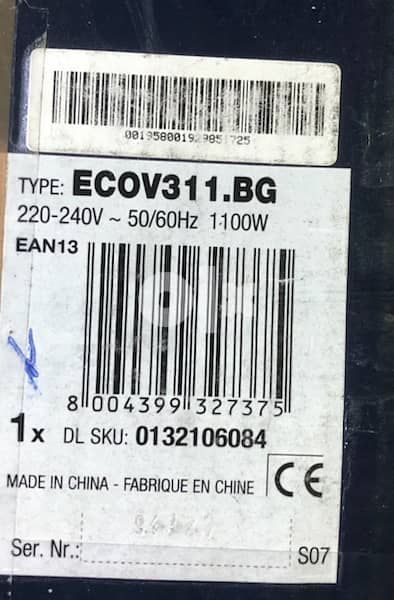 TYPE: ECOV311.BG
220-240V ~ 50/60Hz 1100W
EAN13
8 004399 327375
1x DL SKU: 0132106084
MADE IN CHINA - FABRIQUE EN CHINE
CE
Ser. Nr.:
S07